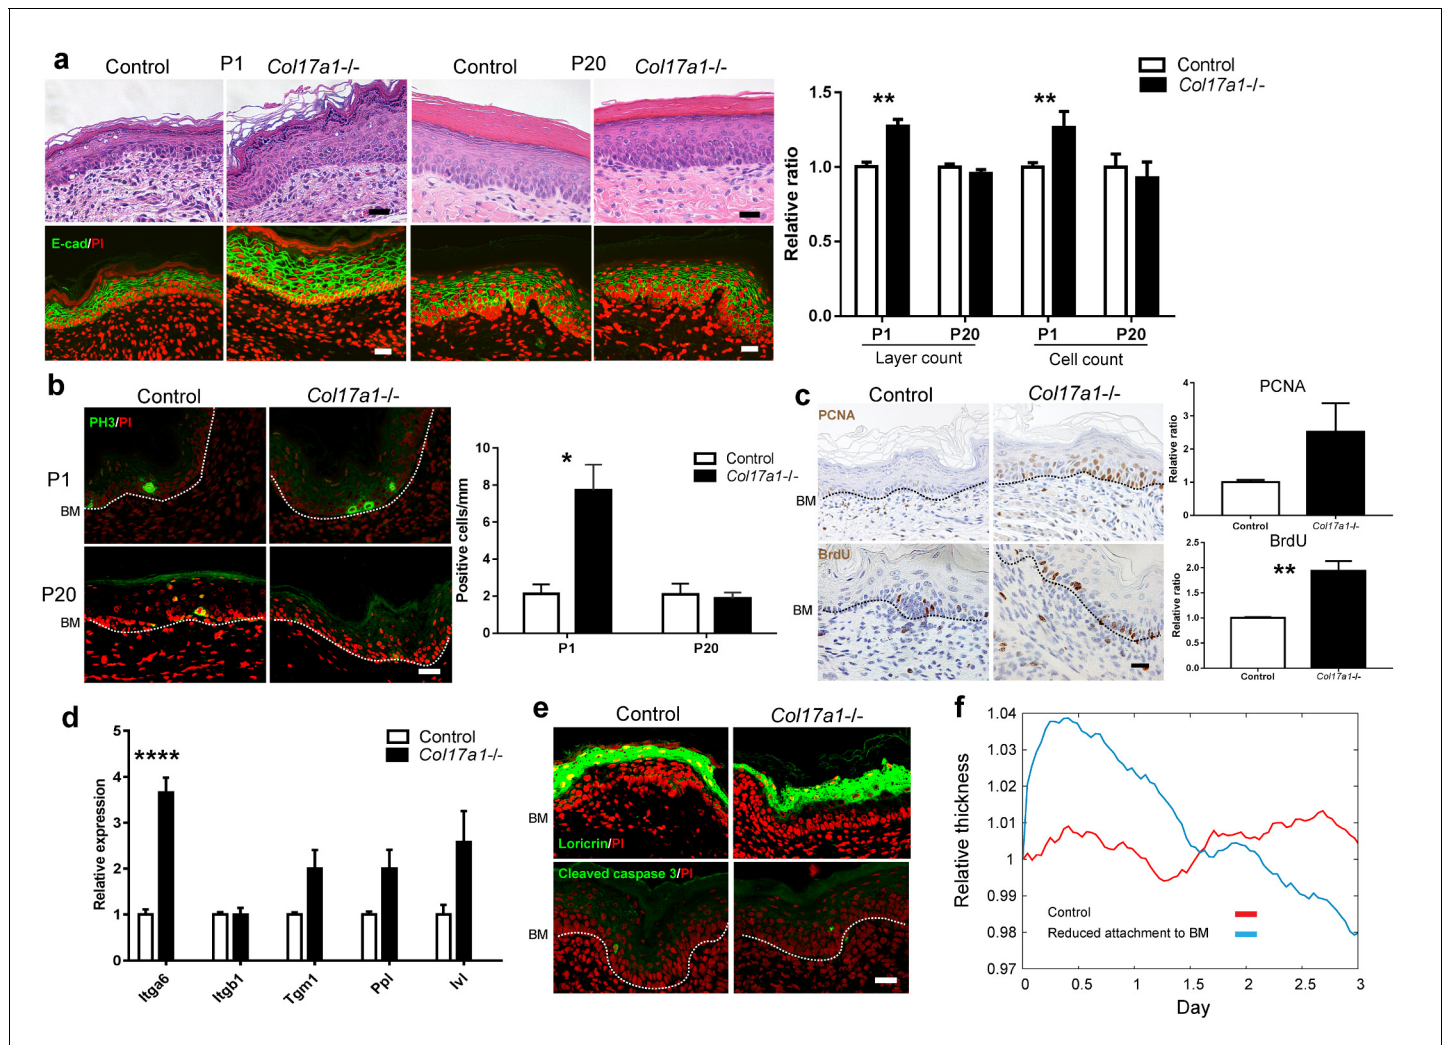 a
Control P1 Col17a1-/- Control P20 Col17a1-/-
E-cad/PI
Control
Col17a1-/-
Relative ratio
1.5
1.0
0.5
0.0
** **
P1 P20 P1 P20
Layer count Cell count
b
Control Col17a1-/-
PH3/PI
P1
BM
P20
BM
Positive cells/mm
10
8
6
4
2
0
*
Control
Col17a1-/-
P1 P20
c
Control Col17a1-/-
PCNA
BM
BrdU
BM
PCNA
Relative ratio
4
3
2
1
0
Control Col17a1-/-
BrdU
Relative ratio
2.5
2.0
1.5
1.0
0.5
0.0
**
Control Col17a1-/-
d
Relative expression
5
4
3
2
1
0
****
Control
Col17a1-/-
Itga6 Itgb1 Tgm1 Ppl Ivl
e
Control Col17a1-/-
BM
Loricrin/PI
Cleaved caspase 3/PI
BM
f
Relative thickness
1.04
1.03
1.02
1.01
1
0.99
0.98
0.97
Control
Reduced attachment to BM
0 0.5 1 1.5 2 2.5 3
Day